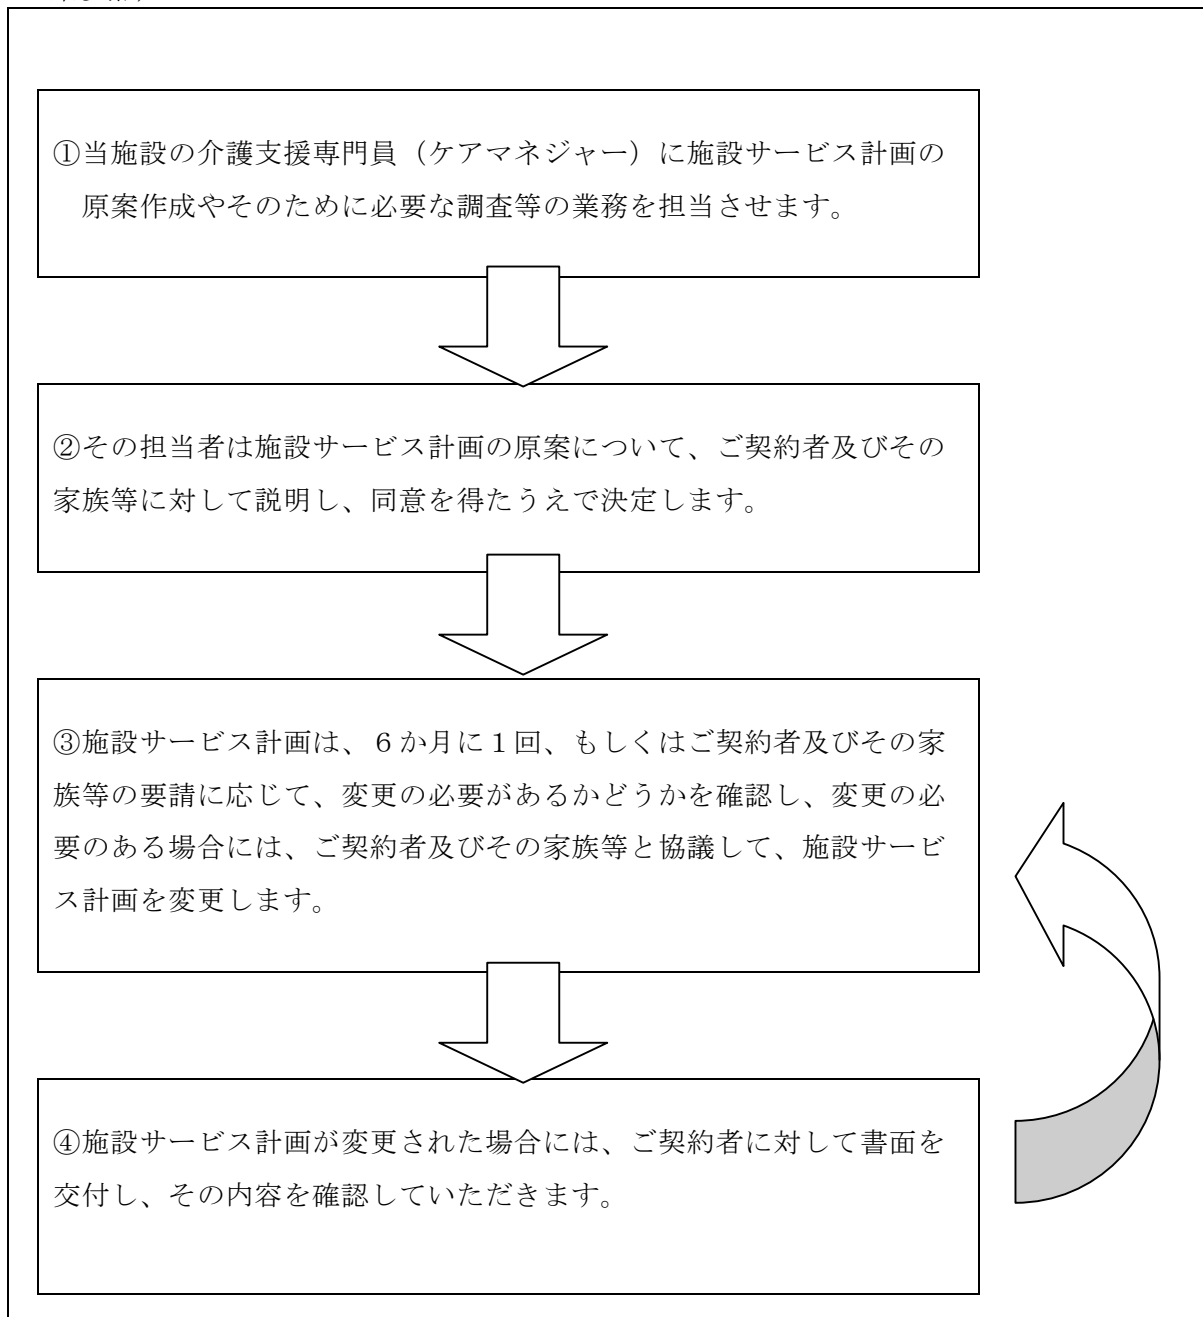 ①当施設の介護支援専門員（ケアマネジャー）に施設サービス計画の
原案作成やそのために必要な調査等の業務を担当させます。
②その担当者は施設サービス計画の原案について、ご契約者及びその
家族等に対して説明し、同意を得たうえで決定します。
③施設サービス計画は、６か月に１回、もしくはご契約者及びその家
族等の要請に応じて、変更の必要があるかどうかを確認し、変更の必
要のある場合には、ご契約者及びその家族等と協議して、施設サービ
ス計画を変更します。
④施設サービス計画が変更された場合には、ご契約者に対して書面を
交付し、その内容を確認していただきます。